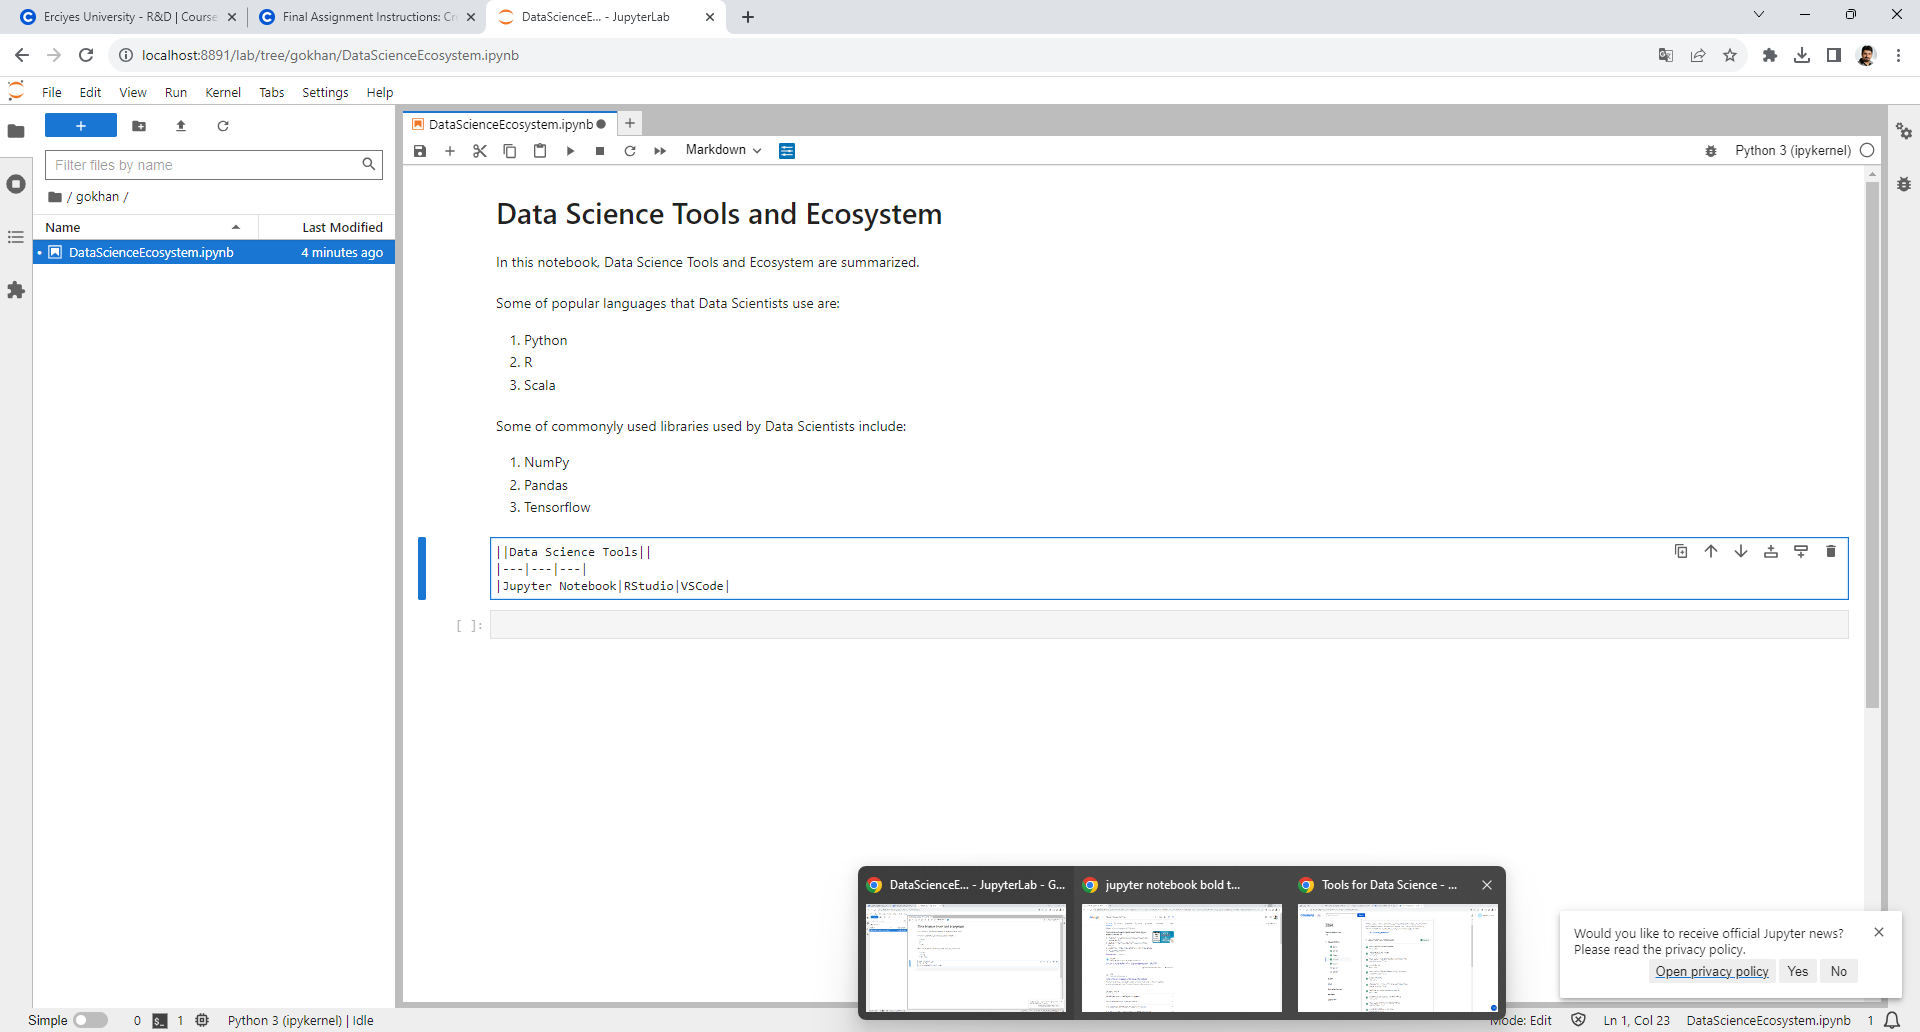 Erciyes University - R&D | Course
Final Assignment Instructions: Cr
DataScienceE... - JupyterLab
localhost:8891/lab/tree/gokhan/DataScienceEcosystem.ipynb
File Edit View Run Kernel Tabs Settings Help
Filter files by name
/ gokhan /
Name Last Modified
DataScienceEcosystem.ipynb 4 minutes ago
DataScienceEcosystem.ipynb
Markdown
Python 3 (ipykernel)
Data Science Tools and Ecosystem
In this notebook, Data Science Tools and Ecosystem are summarized.
Some of popular languages that Data Scientists use are:
1. Python
2. R
3. Scala
Some of commonyly used libraries used by Data Scientists include:
1. NumPy
2. Pandas
3. Tensorflow
||Data Science Tools||
|---|---|---|
|Jupyter Notebook|RStudio|VSCode|
[ ]:
DataScienceE... - JupyterLab - G...
jupyter notebook bold t...
Tools for Data Science - ...
Would you like to receive official Jupyter news?
Please read the privacy policy.
Open privacy policy Yes No
Simple 0 1 Python 3 (ipykernel) | Idle
Mode: Edit Ln 1, Col 23 DataScienceEcosystem.ipynb 1